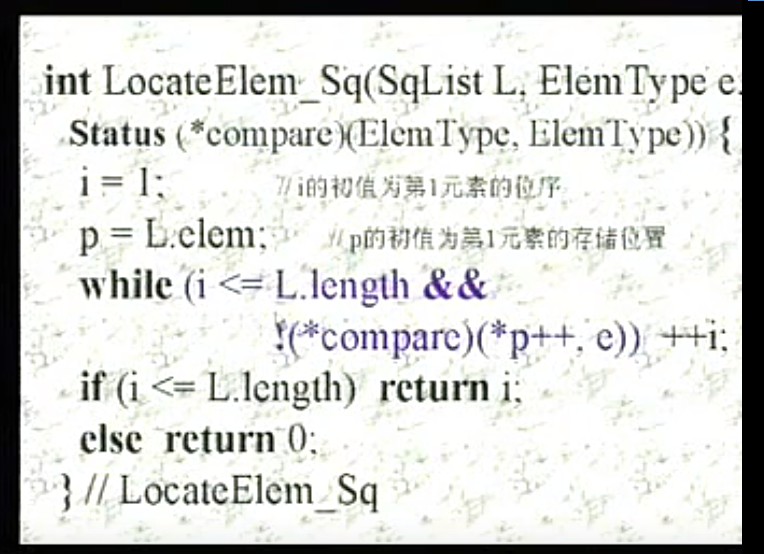 int LocateElem_Sq(SqList L, ElemType e,
Status (*compare)(ElemType, ElemType)) {
i = 1; // i的初值为第1元素的位序
p = L.elem; // p的初值为第1元素的存储位置
while (i <= L.length &&
!(*compare)(*p++, e)) ++i;
if (i <= L.length) return i;
else return 0;
} // LocateElem_Sq